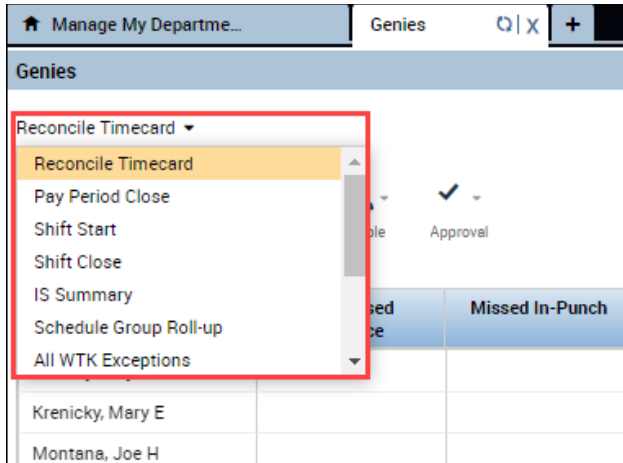 Manage My Departme...
Genies
X
+
Genies
Reconcile Timecard
Reconcile Timecard
Pay Period Close
Shift Start
Shift Close
IS Summary
Schedule Group Roll-up
All WTK Exceptions
Approval
Missed In-Punch
Krenicky, Mary E
Montana, Joe H